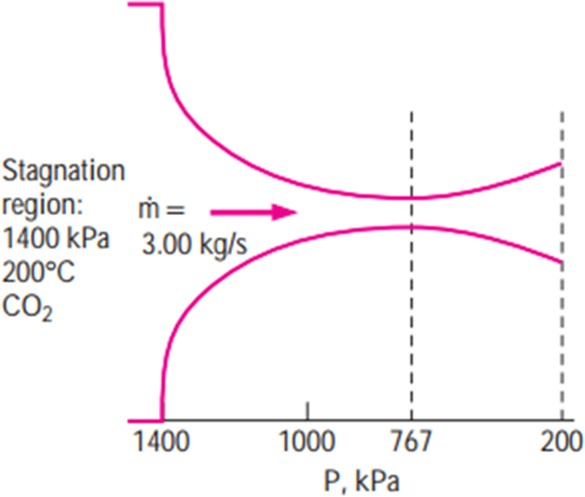 Stagnation
region:
1400 kPa
200°C
CO₂
ṁ =
3.00 kg/s
1400 1000 767 200
P, kPa